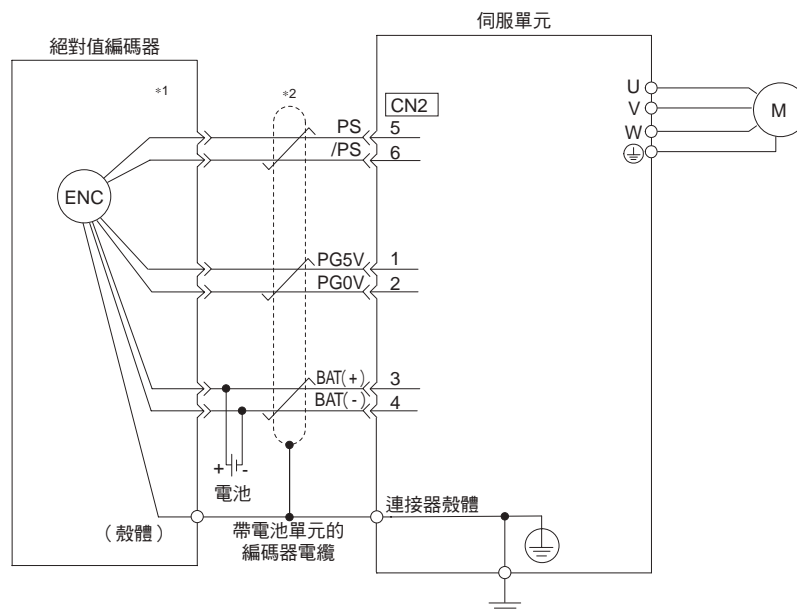 伺服單元
絕對值編碼器
*1
*2
CN2
U
V
W
M
PS 5
/PS 6
ENC
PG5V 1
PG0V 2
BAT(+) 3
BAT(-) 4
+ -
電池
（殼體）
帶電池單元的
編碼器電纜
連接器殼體